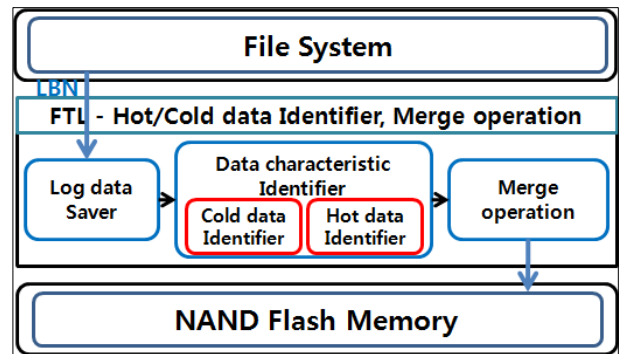 File System
LBN
FTL - Hot/Cold data Identifier, Merge operation
Log data
Saver
Data characteristic
Identifier
Cold data
Identifier
Hot data
Identifier
Merge
operation
NAND Flash Memory